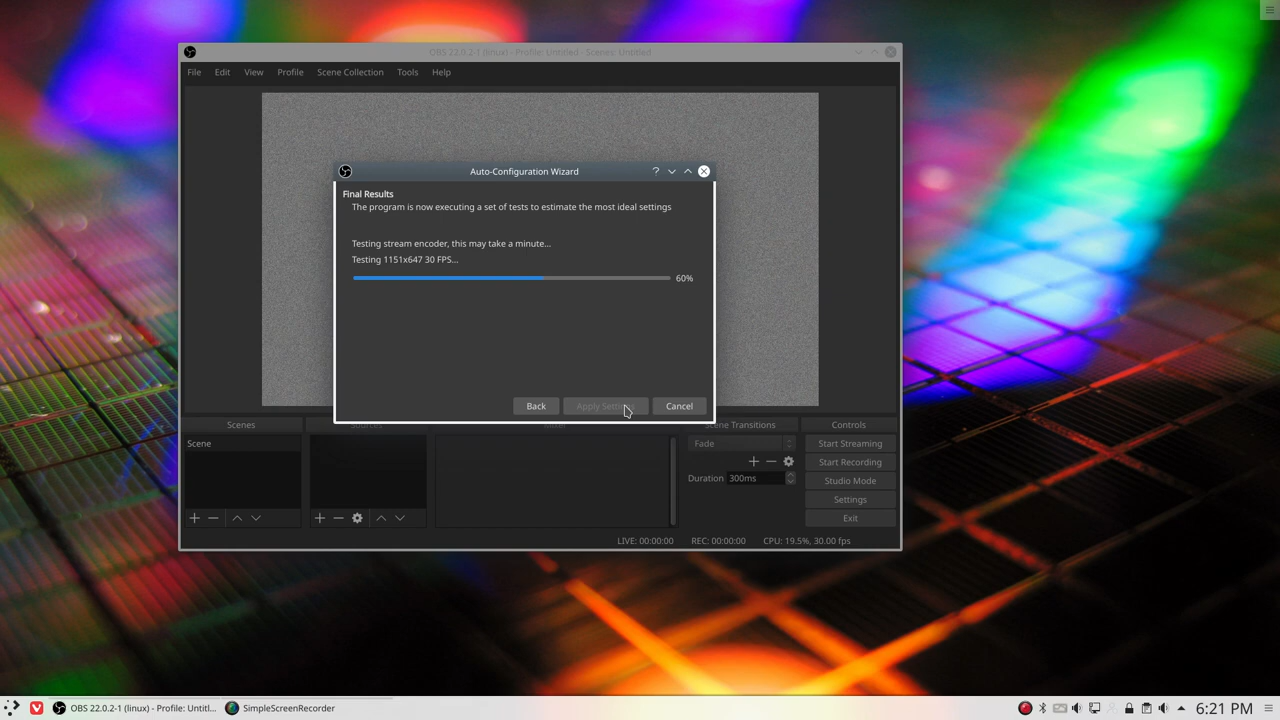 OBS 22.0.2-1 (linux) - Profile: Untitled - Scenes: Untitled
File Edit View Profile Scene Collection Tools Help
Auto-Configuration Wizard
?
Final Results
The program is now executing a set of tests to estimate the most ideal settings
Testing stream encoder, this may take a minute...
Testing 1151x647 30 FPS...
60%
Back Apply Settings Cancel
Scenes Sources Mixer Scene Transitions Controls
Scene
Fade
Duration 300ms
Start Streaming
Start Recording
Studio Mode
Settings
Exit
LIVE: 00:00:00 REC: 00:00:00 CPU: 19.5%, 30.00 fps
OBS 22.0.2-1 (linux) - Profile: Untitl... SimpleScreenRecorder 6:21 PM